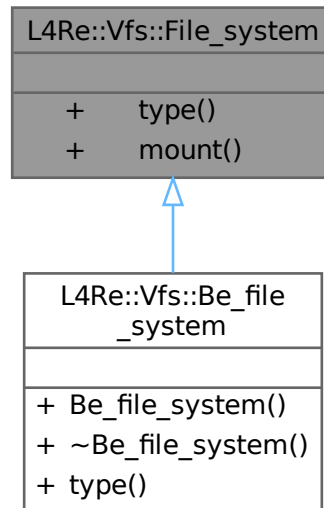 L4Re::Vfs::File_system
+ type()
+ mount()
L4Re::Vfs::Be_file
_system
+ Be_file_system()
+ ~Be_file_system()
+ type()